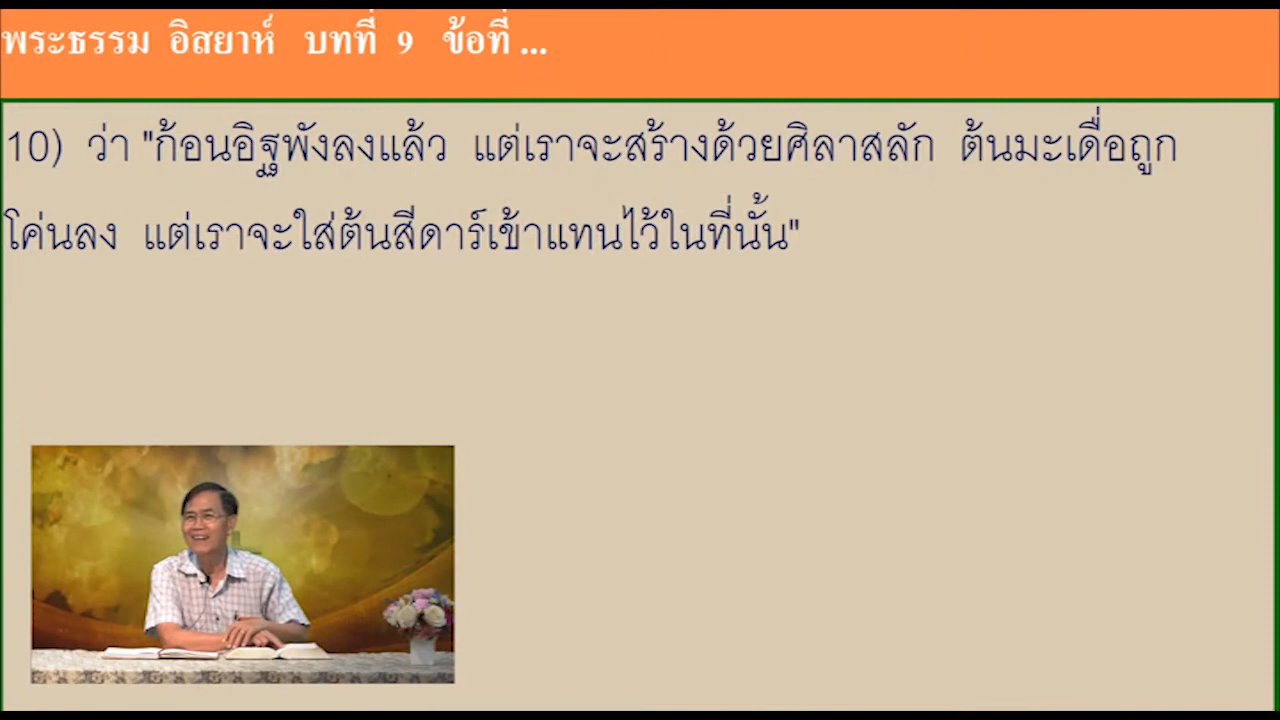 พระธรรม อิสยาห์ บทที่ 9 ข้อที่ ...
10) ว่า "ก้อนอิฐพังลงแล้ว แต่เราจะสร้างด้วยศิลาสลัก ต้นมะเดื่อถูก
โค่นลง แต่เราจะใส่ต้นสีดาร์เข้าแทนไว้ในที่นั้น"